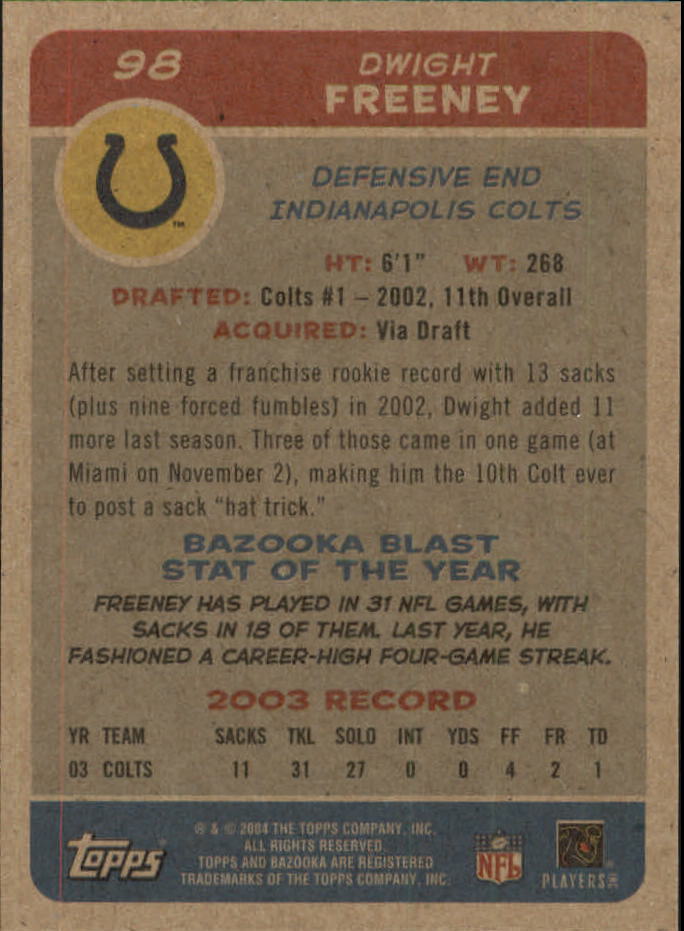 98
DWIGHT
FREENEY
TM
DEFENSIVE END
INDIANAPOLIS COLTS
HT: 6'1" WT: 268
DRAFTED: Colts #1 – 2002, 11th Overall
ACQUIRED: Via Draft
After setting a franchise rookie record with 13 sacks
(plus nine forced fumbles) in 2002, Dwight added 11
more last season. Three of those came in one game (at
Miami on November 2), making him the 10th Colt ever
to post a sack "hat trick."
BAZOOKA BLAST
STAT OF THE YEAR
FREENEY HAS PLAYED IN 31 NFL GAMES, WITH
SACKS IN 18 OF THEM. LAST YEAR, HE
FASHIONED A CAREER-HIGH FOUR-GAME STREAK.
2003 RECORD
YR TEAM SACKS TKL SOLO INT YDS FF FR TD
03 COLTS 11 31 27 0 0 4 2 1
® & © 2004 THE TOPPS COMPANY, INC.
ALL RIGHTS RESERVED.
TOPPS AND BAZOOKA ARE REGISTERED
TRADEMARKS OF THE TOPPS COMPANY, INC.
topps
NFL
PLAYERS